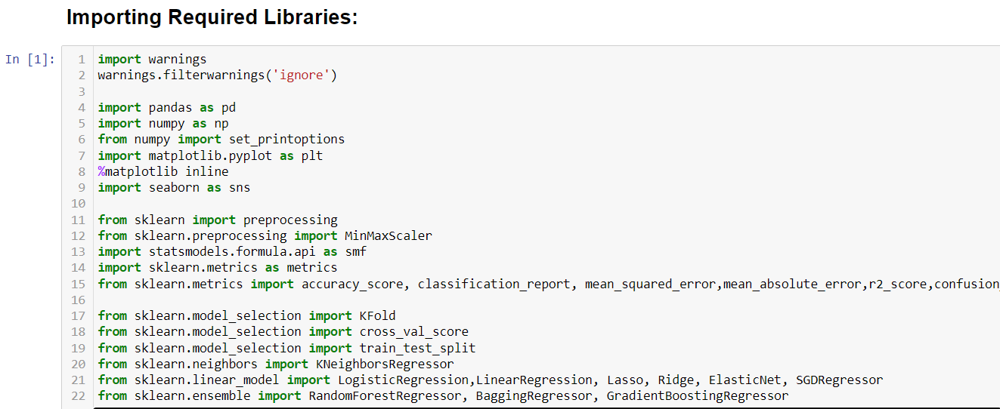 Importing Required Libraries:
In [1]:
1 import warnings
2 warnings.filterwarnings('ignore')
3
4 import pandas as pd
5 import numpy as np
6 from numpy import set_printoptions
7 import matplotlib.pyplot as plt
8 %matplotlib inline
9 import seaborn as sns
10
11 from sklearn import preprocessing
12 from sklearn.preprocessing import MinMaxScaler
13 import statsmodels.formula.api as smf
14 import sklearn.metrics as metrics
15 from sklearn.metrics import accuracy_score, classification_report, mean_squared_error,mean_absolute_error,r2_score,confusion_
16
17 from sklearn.model_selection import KFold
18 from sklearn.model_selection import cross_val_score
19 from sklearn.model_selection import train_test_split
20 from sklearn.neighbors import KNeighborsRegressor
21 from sklearn.linear_model import LogisticRegression,LinearRegression, Lasso, Ridge, ElasticNet, SGDRegressor
22 from sklearn.ensemble import RandomForestRegressor, BaggingRegressor, GradientBoostingRegressor